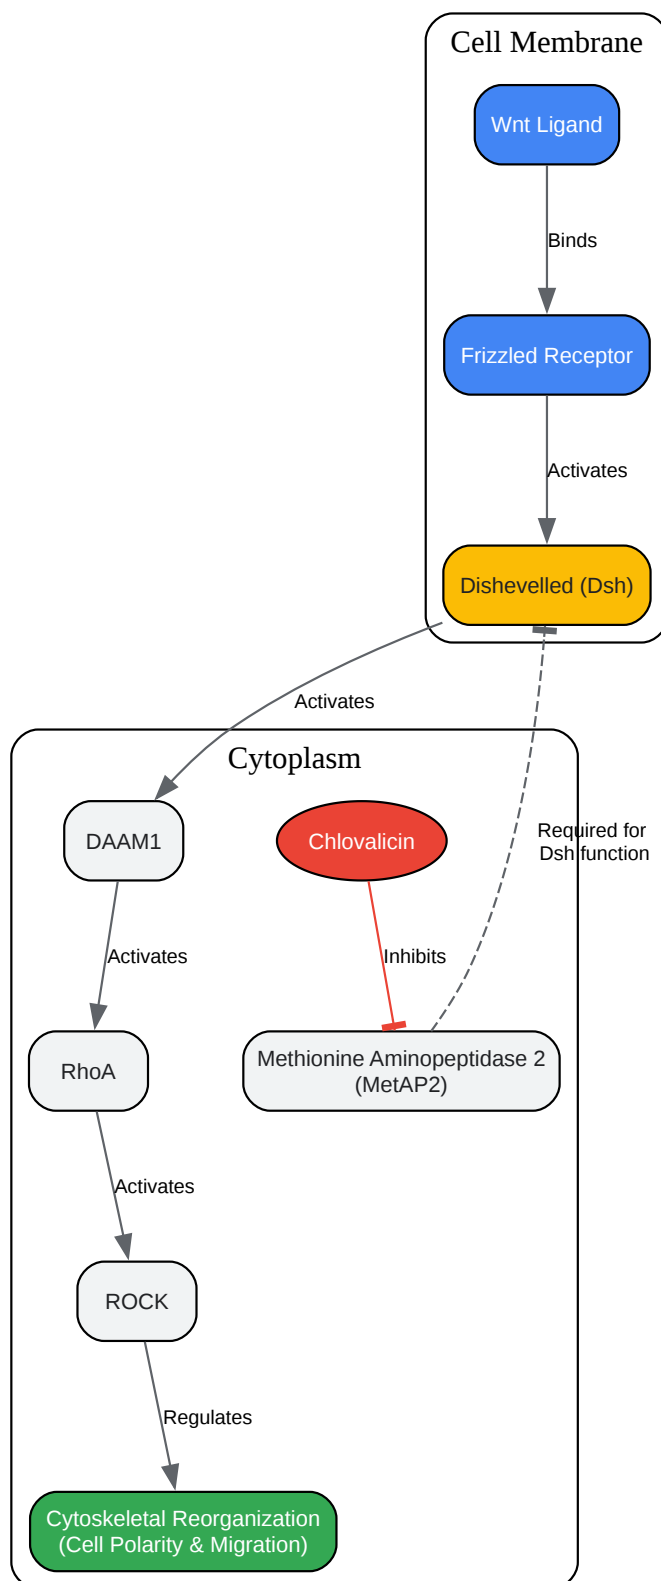 Cell Membrane
Wnt Ligand
Binds
Frizzled Receptor
Activates
Dishevelled (Dsh)
Activates
Cytoplasm
DAAM1
Chlovalicin
Required for
Dsh function
Activates
Inhibits
RhoA
Methionine Aminopeptidase 2
(MetAP2)
Activates
ROCK
Regulates
Cytoskeletal Reorganization
(Cell Polarity & Migration)